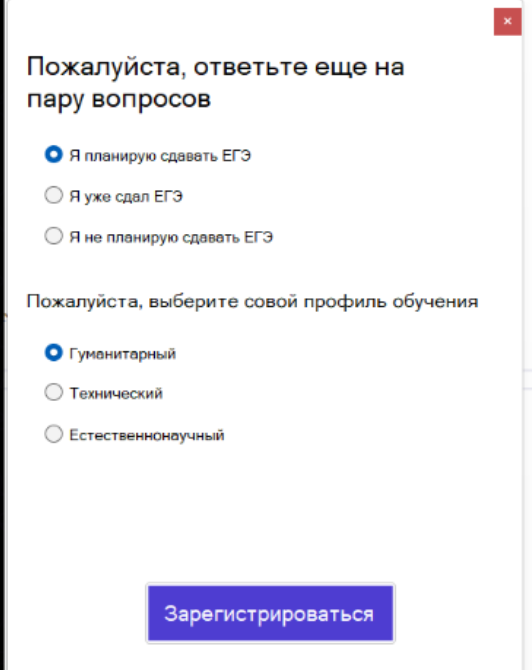 ×
Пожалуйста, ответьте еще на
пару вопросов
Я планирую сдавать ЕГЭ
Я уже сдал ЕГЭ
Я не планирую сдавать ЕГЭ
Пожалуйста, выберите совой профиль обучения
Гуманитарный
Технический
Естественнонаучный
Зарегистрироваться